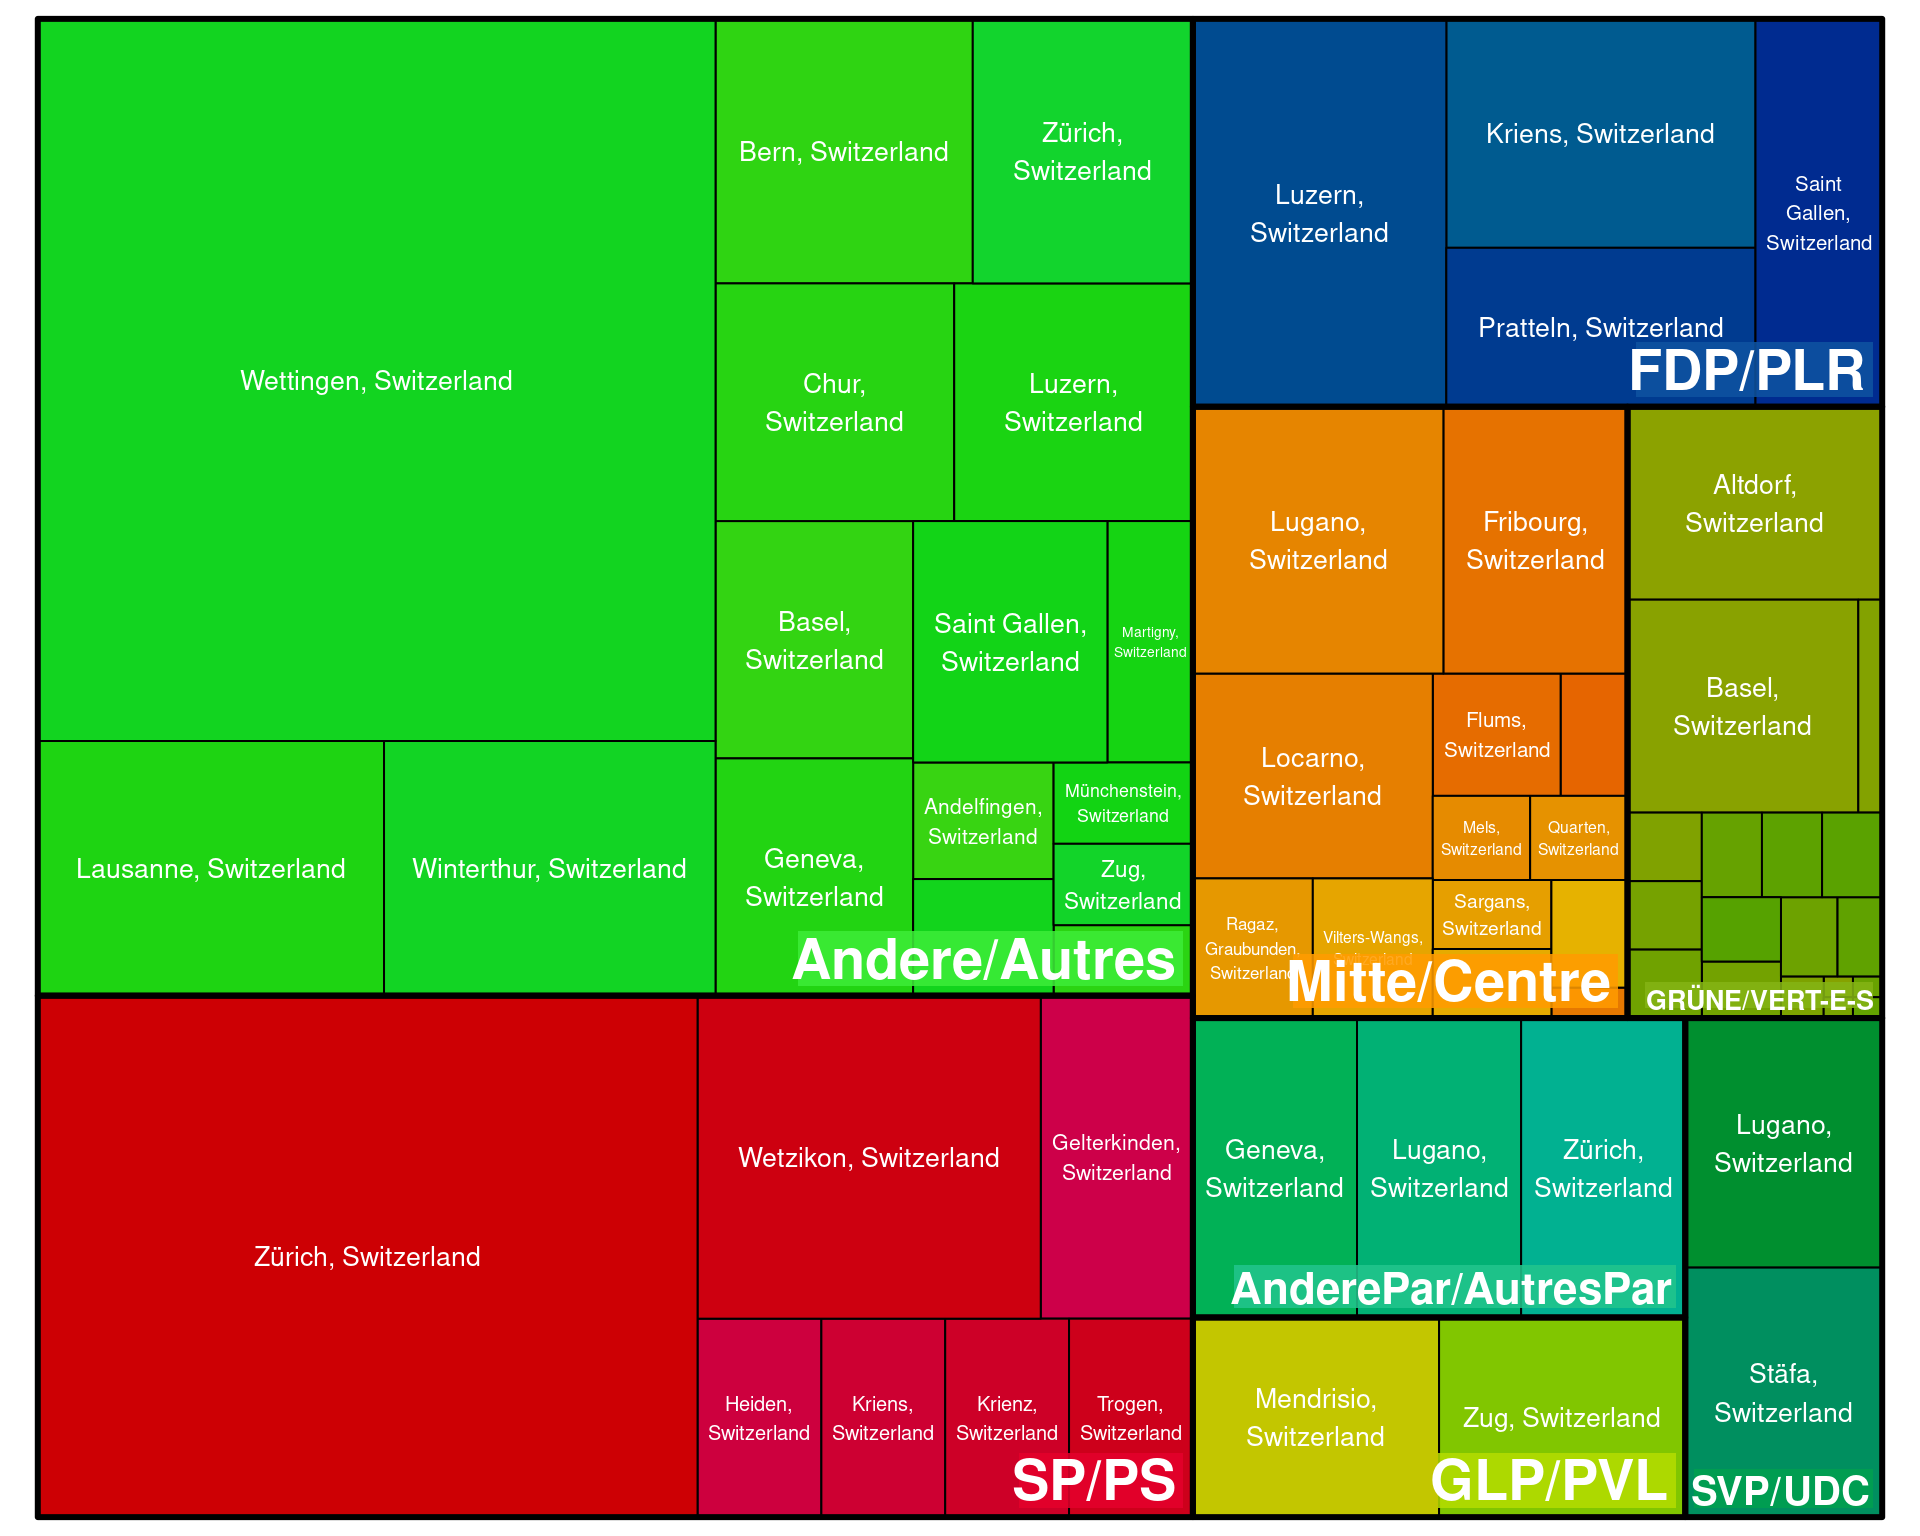 Wettingen, Switzerland
Lausanne, Switzerland
Winterthur, Switzerland
Bern, Switzerland
Zürich,
Switzerland
Chur,
Switzerland
Luzern,
Switzerland
Basel,
Switzerland
Saint Gallen,
Switzerland
Martigny,
Switzerland
Geneva,
Switzerland
Andelfingen,
Switzerland
Münchenstein,
Switzerland
Zug,
Switzerland
Andere/Autres
Zürich, Switzerland
Wetzikon, Switzerland
Gelterkinden,
Switzerland
Heiden,
Switzerland
Kriens,
Switzerland
Krienz,
Switzerland
Trogen,
Switzerland
SP/PS
Luzern,
Switzerland
Kriens, Switzerland
Pratteln, Switzerland
Saint
Gallen,
Switzerland
FDP/PLR
Lugano,
Switzerland
Fribourg,
Switzerland
Locarno,
Switzerland
Flums,
Switzerland
Mels,
Switzerland
Quarten,
Switzerland
Ragaz,
Graubunden,
Switzerland
Vilters-Wangs,
Switzerland
Sargans,
Switzerland
Mitte/Centre
Altdorf,
Switzerland
Basel,
Switzerland
GRÜNE/VERT-E-S
Geneva,
Switzerland
Lugano,
Switzerland
Zürich,
Switzerland
AnderePar/AutresPar
Mendrisio,
Switzerland
Zug, Switzerland
GLP/PVL
Lugano,
Switzerland
Stäfa,
Switzerland
SVP/UDC